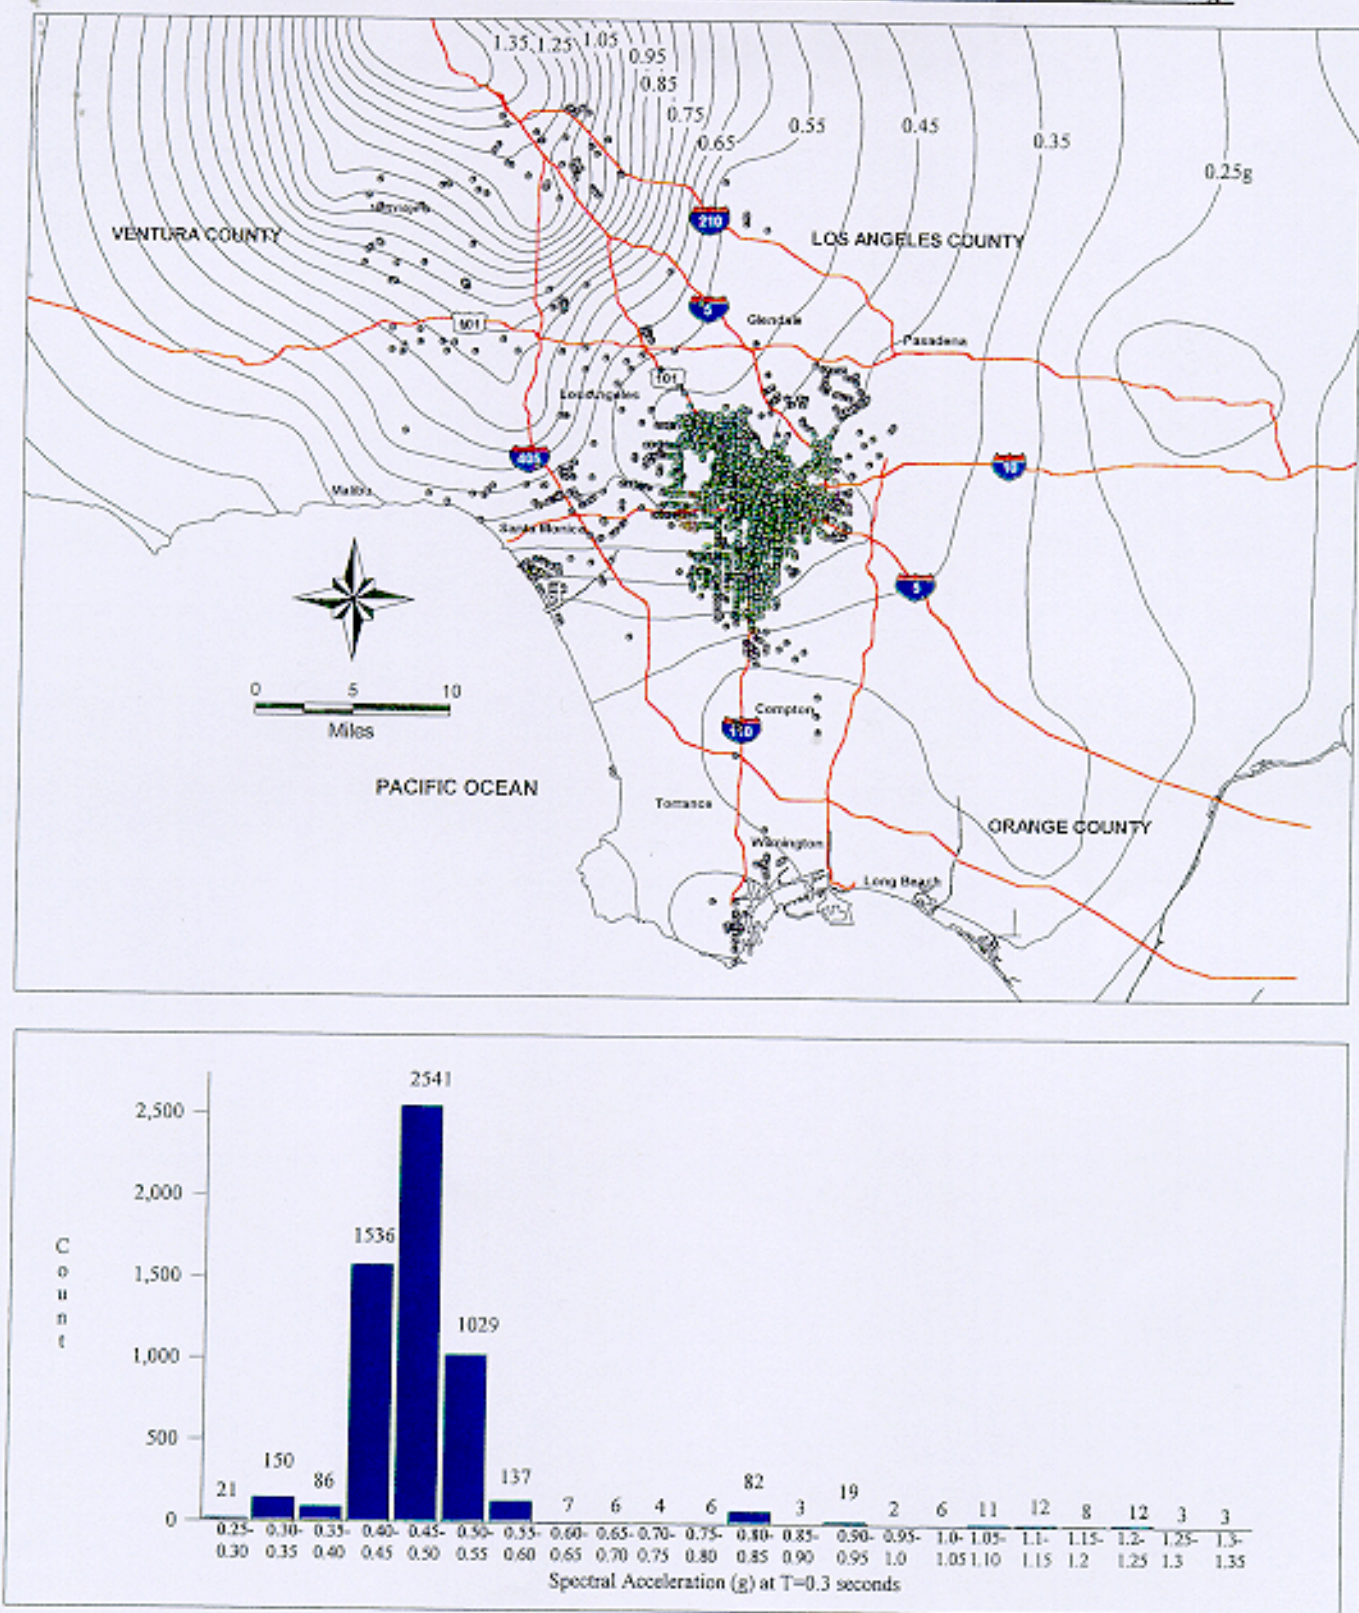 1.35 1.25 1.05
0.95
0.85
0.75
0.65
0.55
0.45
0.35
0.25g
VENTURA COUNTY
210
LOS ANGELES COUNTY
5
101
Glendale
Pasadena
101
Los Angeles
405
10
Malibu
Santa Monica
5
0 5 10
Miles
Compton
110
PACIFIC OCEAN
Torrance
ORANGE COUNTY
Wilmington
Long Beach
Count
2,500
2,000
1,500
1,000
500
0
21 150 86 1536 2541 1029 137 7 6 4 6 82 3 19 2 6 11 12 8 12 3 3
0.25- 0.30- 0.35- 0.40- 0.45- 0.50- 0.55- 0.60- 0.65- 0.70- 0.75- 0.80- 0.85- 0.90- 0.95- 1.0- 1.05- 1.1- 1.15- 1.2- 1.25- 1.3-
0.30 0.35 0.40 0.45 0.50 0.55 0.60 0.65 0.70 0.75 0.80 0.85 0.90 0.95 1.0 1.05 1.10 1.15 1.2 1.25 1.3 1.35
Spectral Acceleration (g) at T=0.3 seconds